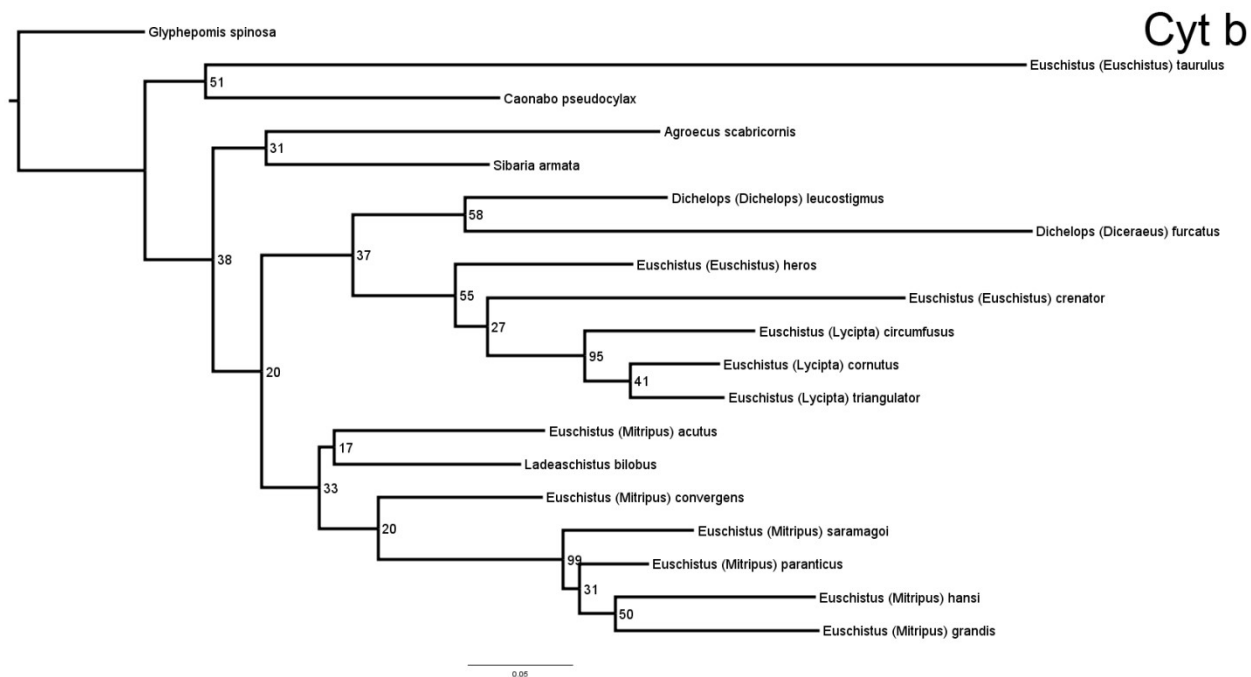 Cyt b
Glyphepomis spinosa
Euschistus (Euschistus) taurulus
51
Caonabo pseudocylax
Agroecus scabricornis
31
Sibaria armata
Dichelops (Dichelops) leucostigmus
58
Dichelops (Diceraeus) furcatus
37
38
Euschistus (Euschistus) heros
55
Euschistus (Euschistus) crenator
27
Euschistus (Lycipta) circumfusus
95
Euschistus (Lycipta) cornutus
20
41
Euschistus (Lycipta) triangulator
Euschistus (Mitripus) acutus
17
Ladeaschistus bilobus
33
Euschistus (Mitripus) convergens
20
Euschistus (Mitripus) saramagoi
99
Euschistus (Mitripus) paranticus
31
Euschistus (Mitripus) hansi
50
Euschistus (Mitripus) grandis
0.05